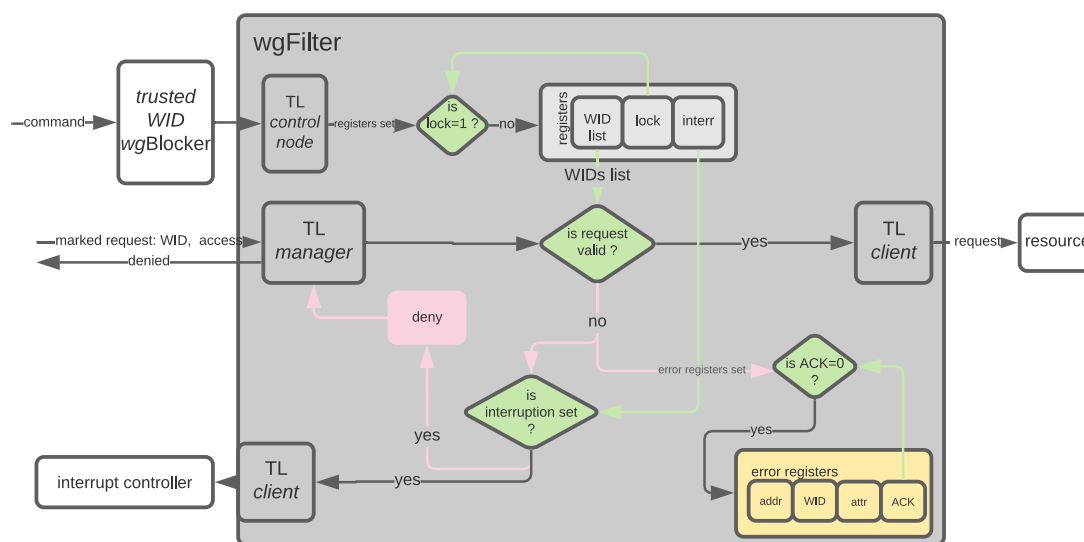 wgFilter
command
trusted
WID
wgBlocker
TL
control
node
registers set
is
lock=1 ?
no
registers
WID
list
lock
interr
WIDs list
marked request: WID, access
denied
TL
manager
is request
valid ?
yes
TL
client
request
resource
deny
no
error registers set
is ACK=0
?
is
interruption set
?
yes
yes
yes
interrupt controller
TL
client
error registers
addr
WID
attr
ACK